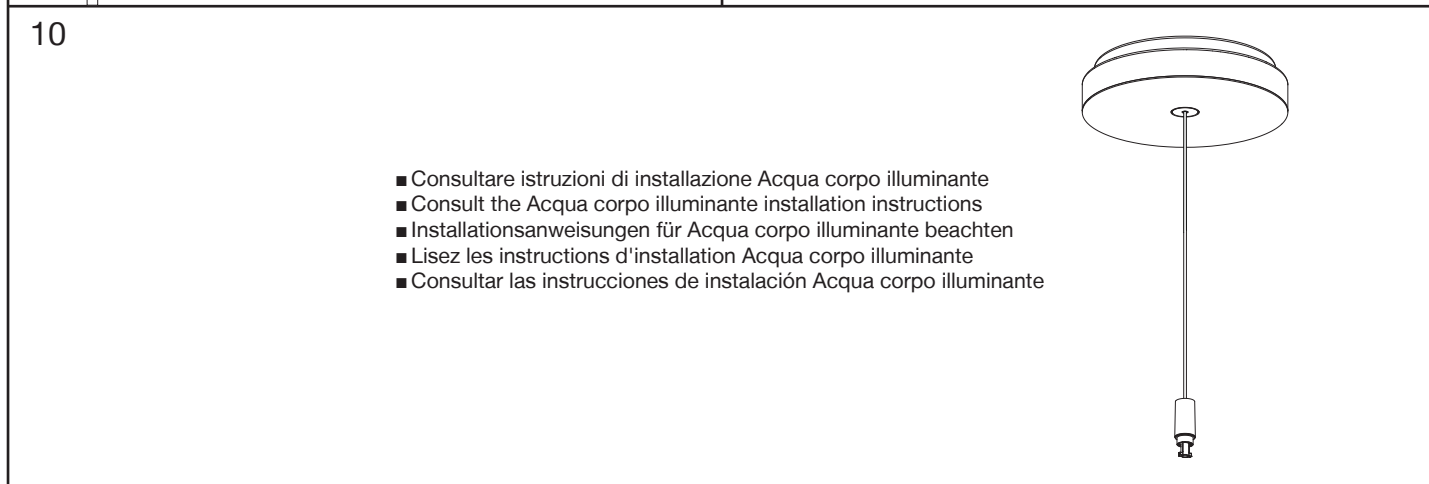 10
■ Consultare istruzioni di installazione Acqua corpo illuminante
■ Consult the Acqua corpo illuminante installation instructions
■ Installationsanweisungen für Acqua corpo illuminante beachten
■ Lisez les instructions d'installation Acqua corpo illuminante
■ Consultar las instrucciones de instalación Acqua corpo illuminante